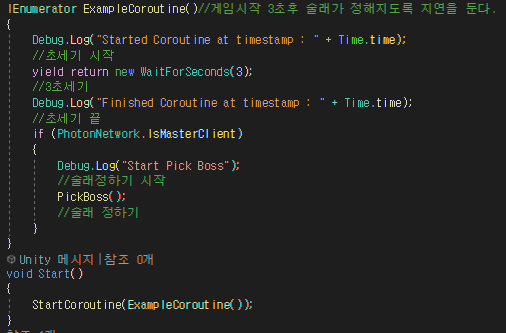 IEnumerator ExampleCoroutine()//게임시작 3초후 술래가 정해지도록 지연을 둔다.
{
Debug.Log("Started Coroutine at timestamp : " + Time.time);
//초세기 시작
yield return new WaitForSeconds(3);
//3초세기
Debug.Log("Finished Coroutine at timestamp : " + Time.time);
//초세기 끝
if (PhotonNetwork.IsMasterClient)
{
Debug.Log("Start Pick Boss");
//술래정하기 시작
PickBoss();
//술래 정하기
}
}
Unity 메시지|참조 0개
void Start()
{
StartCoroutine(ExampleCoroutine());
}